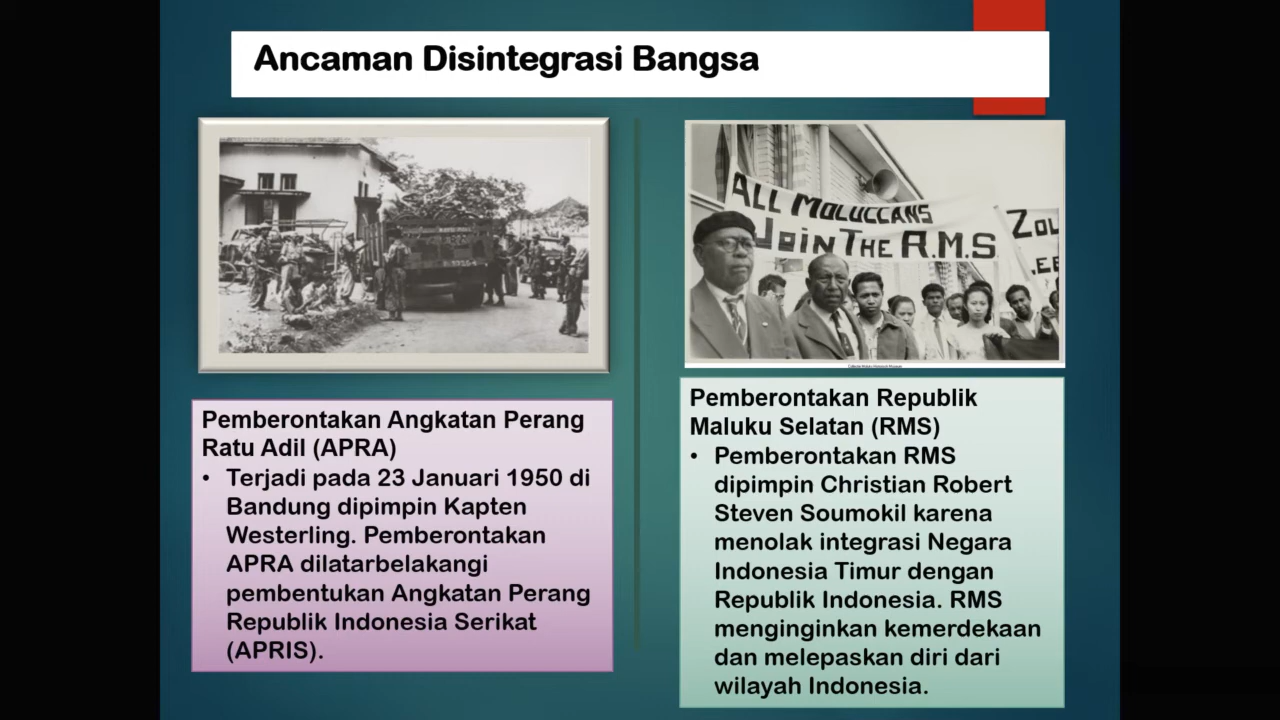 Ancaman Disintegrasi Bangsa
ALL MOLUCCANS
JOIN THE R.M.S
ZOU
Pemberontakan Angkatan Perang
Ratu Adil (APRA)
• Terjadi pada 23 Januari 1950 di
Bandung dipimpin Kapten
Westerling. Pemberontakan
APRA dilatarbelakangi
pembentukan Angkatan Perang
Republik Indonesia Serikat
(APRIS).
Pemberontakan Republik
Maluku Selatan (RMS)
• Pemberontakan RMS
dipimpin Christian Robert
Steven Soumokil karena
menolak integrasi Negara
Indonesia Timur dengan
Republik Indonesia. RMS
menginginkan kemerdekaan
dan melepaskan diri dari
wilayah Indonesia.